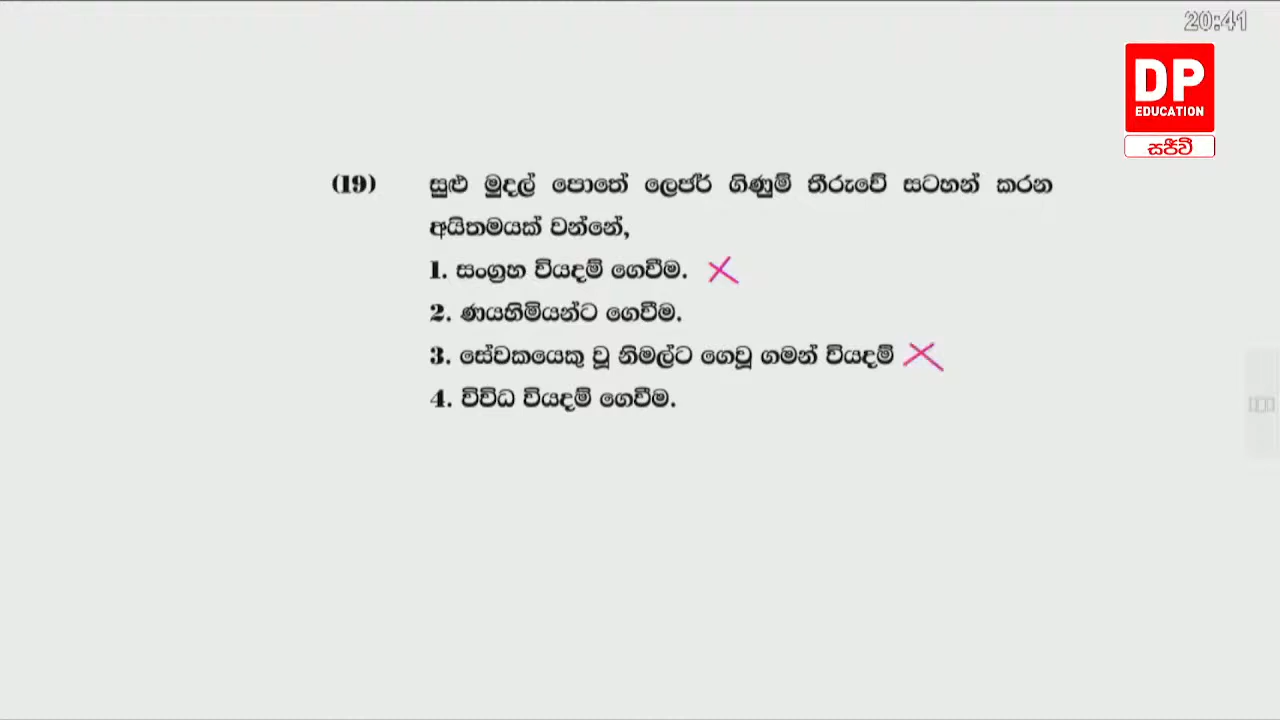 20:41
DP
EDUCATION
සජීවී
(19) සුළු මුදල් පොතේ ලෙජර් ගිණුම් තීරුවේ සටහන් කරන
අයිතමයක් වන්නේ,
1. සංග්‍රහ වියදම් ගෙවීම.
2. ණයහිමියන්ට ගෙවීම.
3. සේවකයෙකු වූ නිමල්ට ගෙවූ ගමන් වියදම්
4. විවිධ වියදම් ගෙවීම.